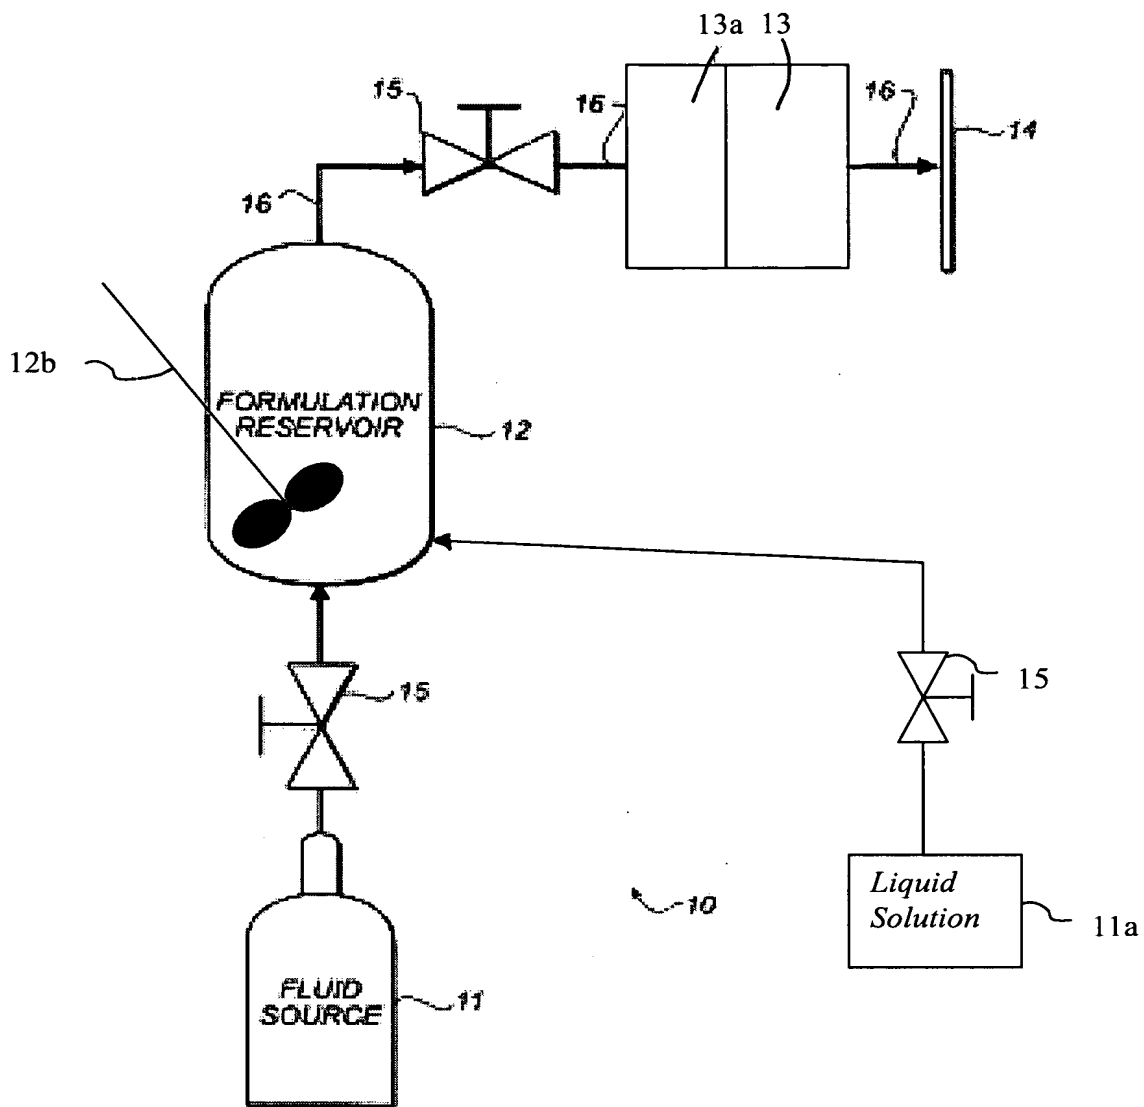 13a 13
15
16
16
14
16
12b
FORMULATION
RESERVOIR
12
15
15
10
Liquid
Solution
11a
FLUID
SOURCE
11